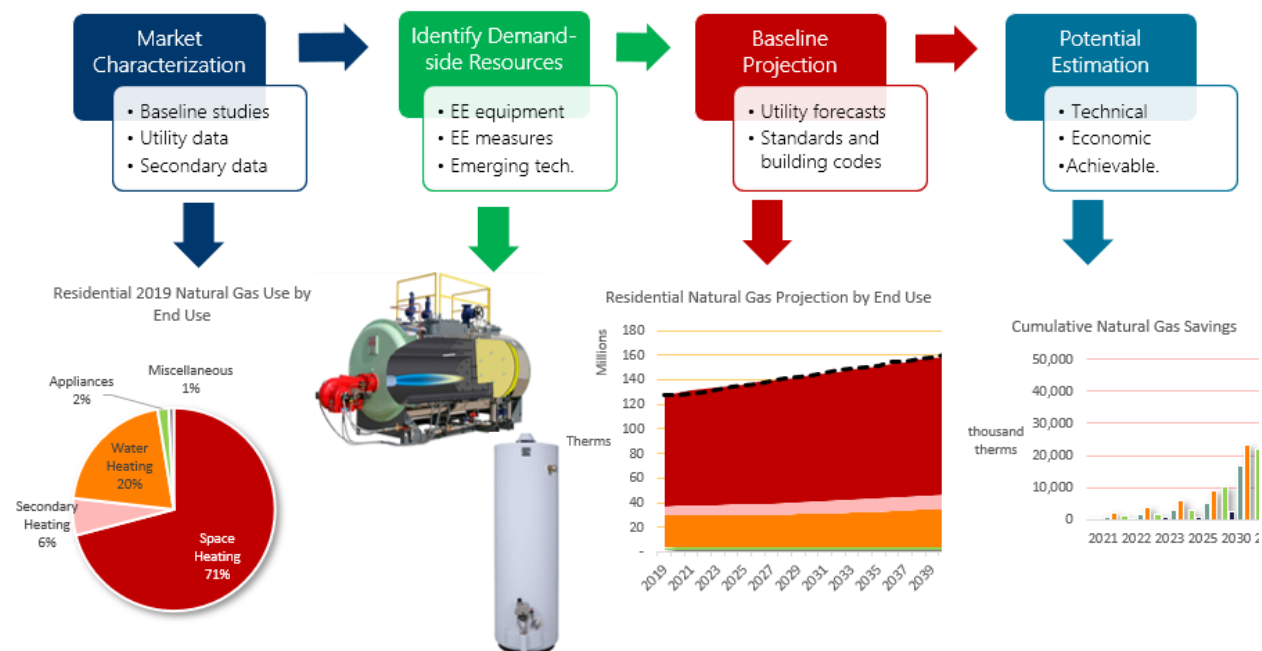 Market
Characterization
• Baseline studies
• Utility data
• Secondary data
Identify Demand-
side Resources
• EE equipment
• EE measures
• Emerging tech.
Baseline
Projection
• Utility forecasts
• Standards and
building codes
Potential
Estimation
• Technical
• Economic
•Achievable.
Residential 2019 Natural Gas Use by
End Use
Miscellaneous
1%
Appliances
2%
Water
Heating
20%
Secondary
Heating
6%
Space
Heating
71%
Residential Natural Gas Projection by End Use
Millions
Therms
180
160
140
120
100
80
60
40
20
-
2019
2021
2023
2025
2027
2029
2031
2033
2035
2037
2039
Cumulative Natural Gas Savings
thousand
therms
50,000
40,000
30,000
20,000
10,000
0
2021 2022 2023 2025 2030 2